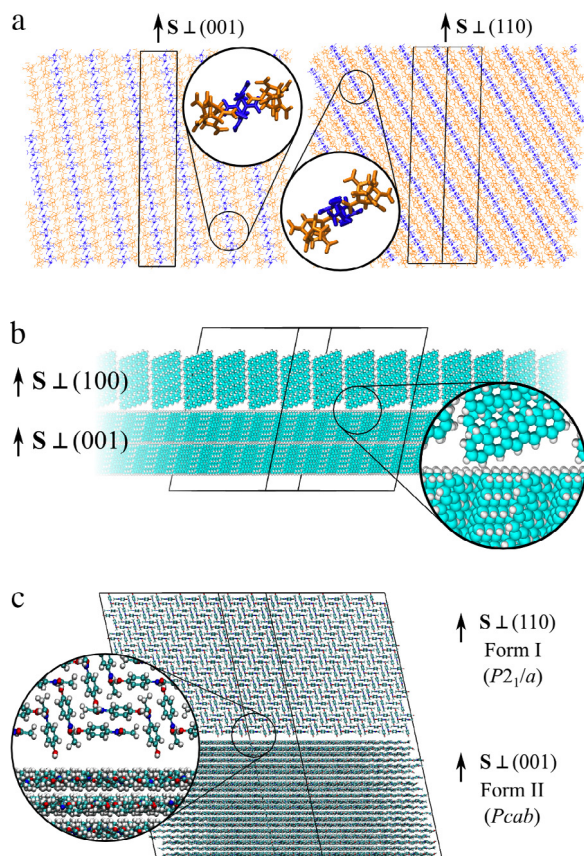 a
S ⊥ (001)
S ⊥ (110)
b
S ⊥ (100)
S ⊥ (001)
c
S ⊥ (110)
Form I
(P2₁/a)
S ⊥ (001)
Form II
(Pcab)